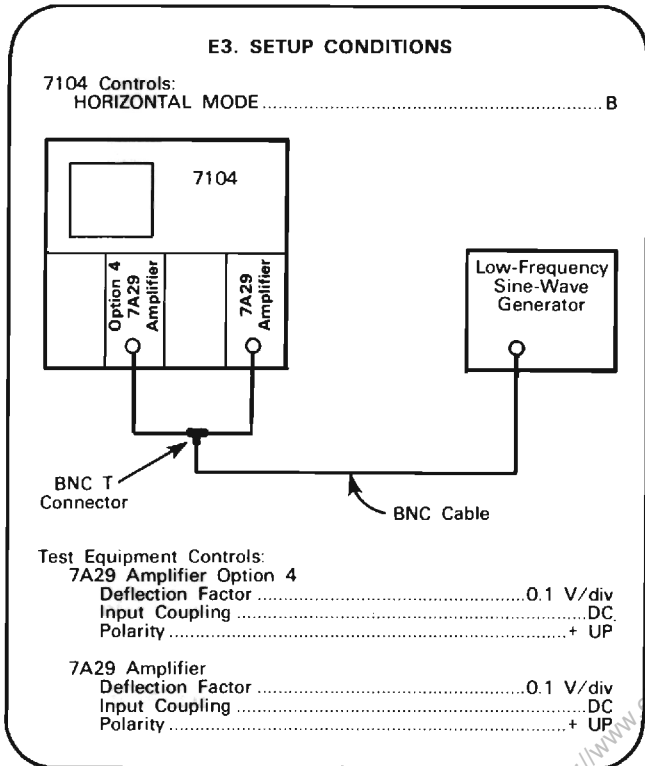 E3. SETUP CONDITIONS
7104 Controls:
HORIZONTAL MODE.......................................................B
7104
Option 4
7A29
Amplifier
7A29
Amplifier
Low-Frequency
Sine-Wave
Generator
BNC T
Connector
BNC Cable
Test Equipment Controls:
7A29 Amplifier Option 4
Deflection Factor ..........................................0.1 V/div
Input Coupling ......................................................DC
Polarity ..............................................................+ UP
7A29 Amplifier
Deflection Factor ..........................................0.1 V/div
Input Coupling ......................................................DC
Polarity ..............................................................+ UP
://www.